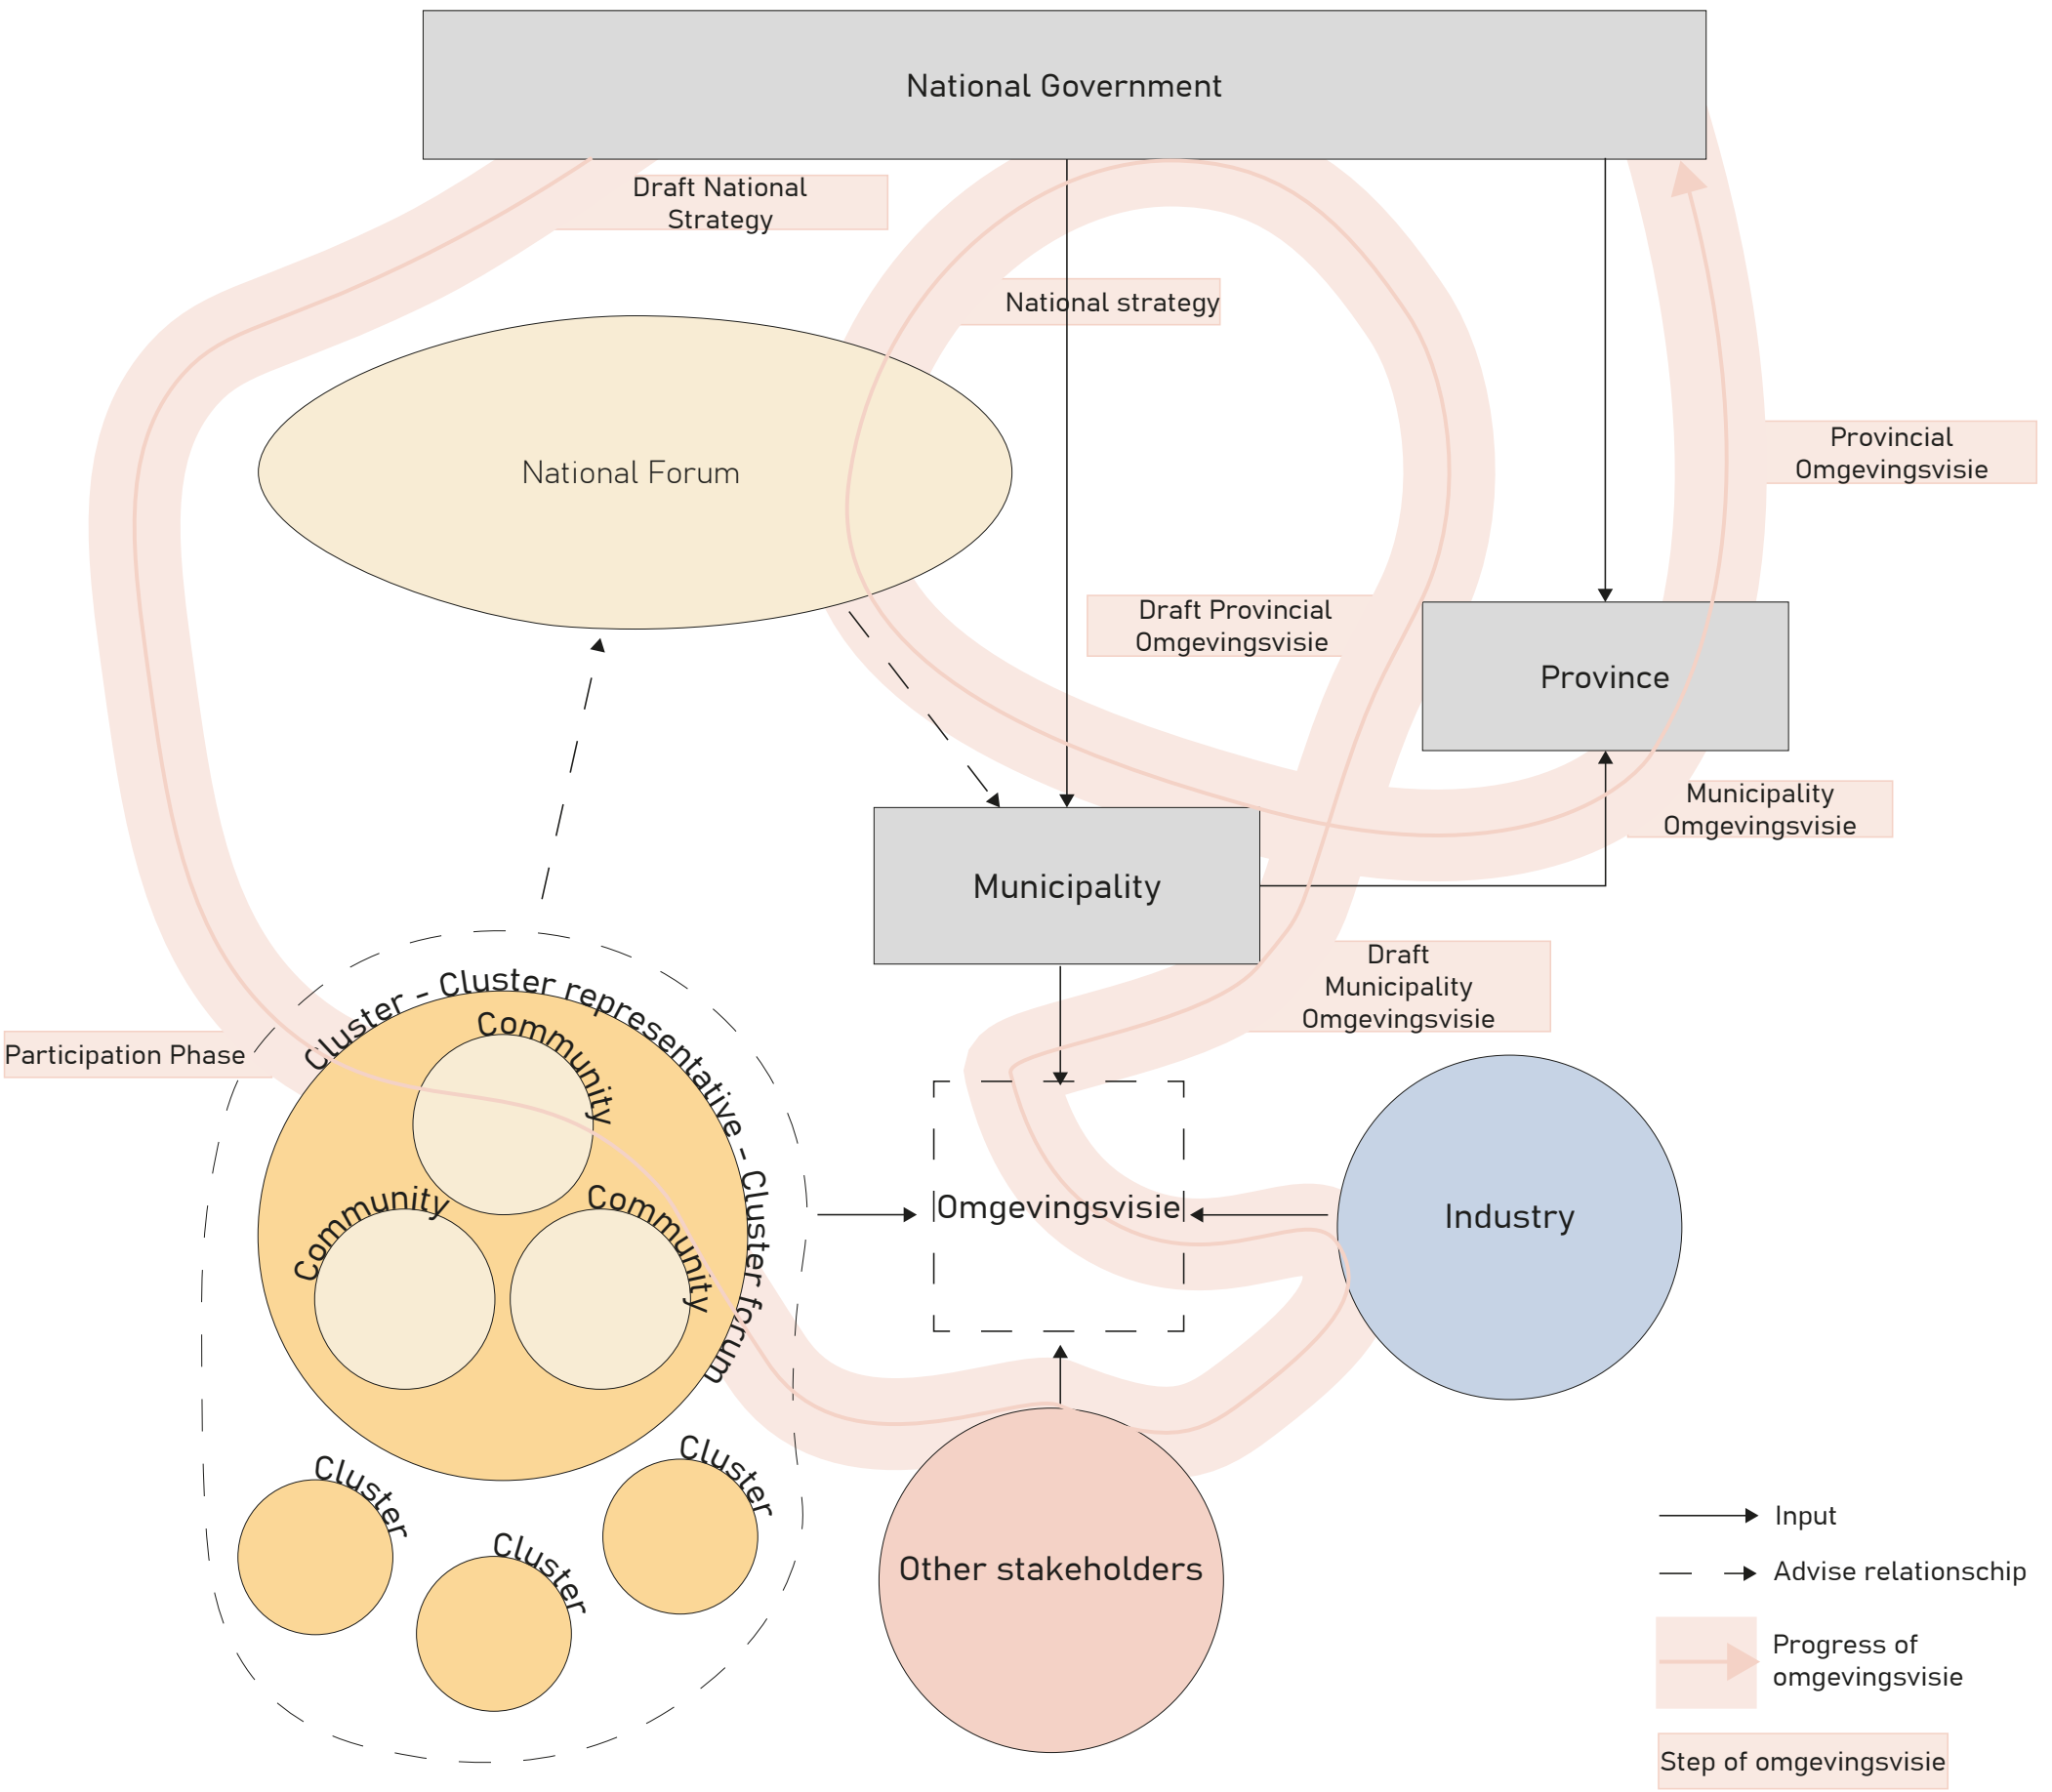 National Government
Draft National
Strategy
National strategy
National Forum
Provincial
Omgevingsvisie
Draft Provincial
Omgevingsvisie
Province
Municipality
Omgevingsvisie
Municipality
Draft
Municipality
Omgevingsvisie
Participation Phase
Cluster - Cluster representative - Cluster forum
Community
Community
Community
Omgevingsvisie
Industry
Cluster
Cluster
Cluster
Other stakeholders
Input
Advise relationschip
Progress of
omgevingsvisie
Step of omgevingsvisie